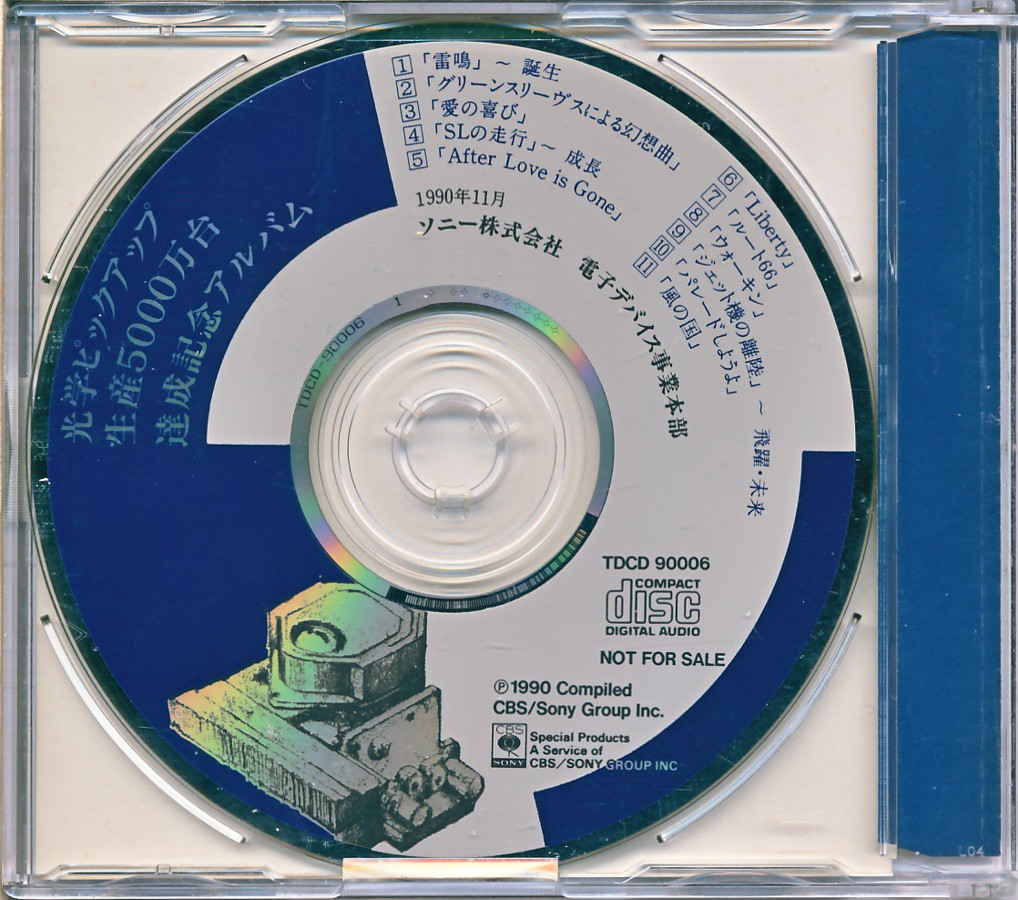 光学ピックアップ
生産5000万台
達成記念アルバム
1「雷鳴」～ 誕生
2「グリーンスリーヴスによる幻想曲」
3「愛の喜び」
4「SLの走行」～ 成長
5「After Love is Gone」
6「Liberty」
7「ルート66」
8「ウォーキン」
9「ジェット機の離陸」～ 飛躍・未来
10「パレードしようよ」
11「風の国」
1990年11月
ソニー株式会社 電子デバイス事業本部
TDCD-90006 1
TDCD 90006
COMPACT
disc
DIGITAL AUDIO
NOT FOR SALE
Ⓟ1990 Compiled
CBS/Sony Group Inc.
CBS
SONY
Special Products
A Service of
CBS/SONY GROUP INC
L04